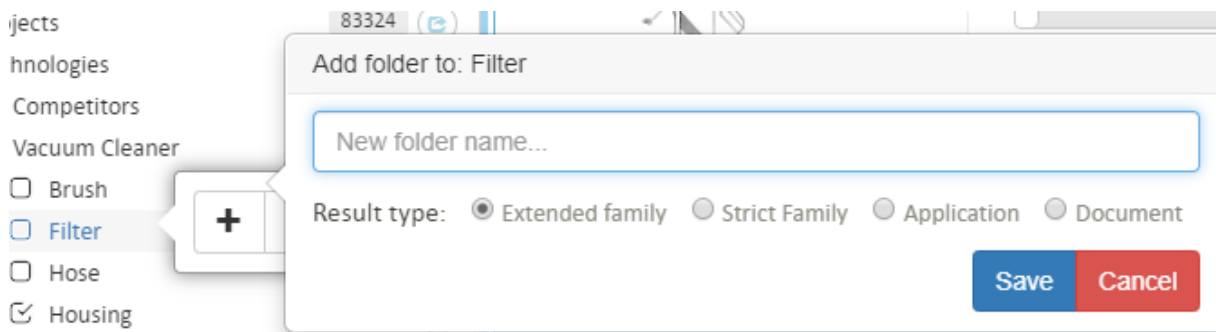 jects
83324
hnologies
Competitors
Vacuum Cleaner
Brush
Filter
Hose
Housing
+
Add folder to: Filter
New folder name...
Result type: Extended family Strict Family Application Document
Save Cancel